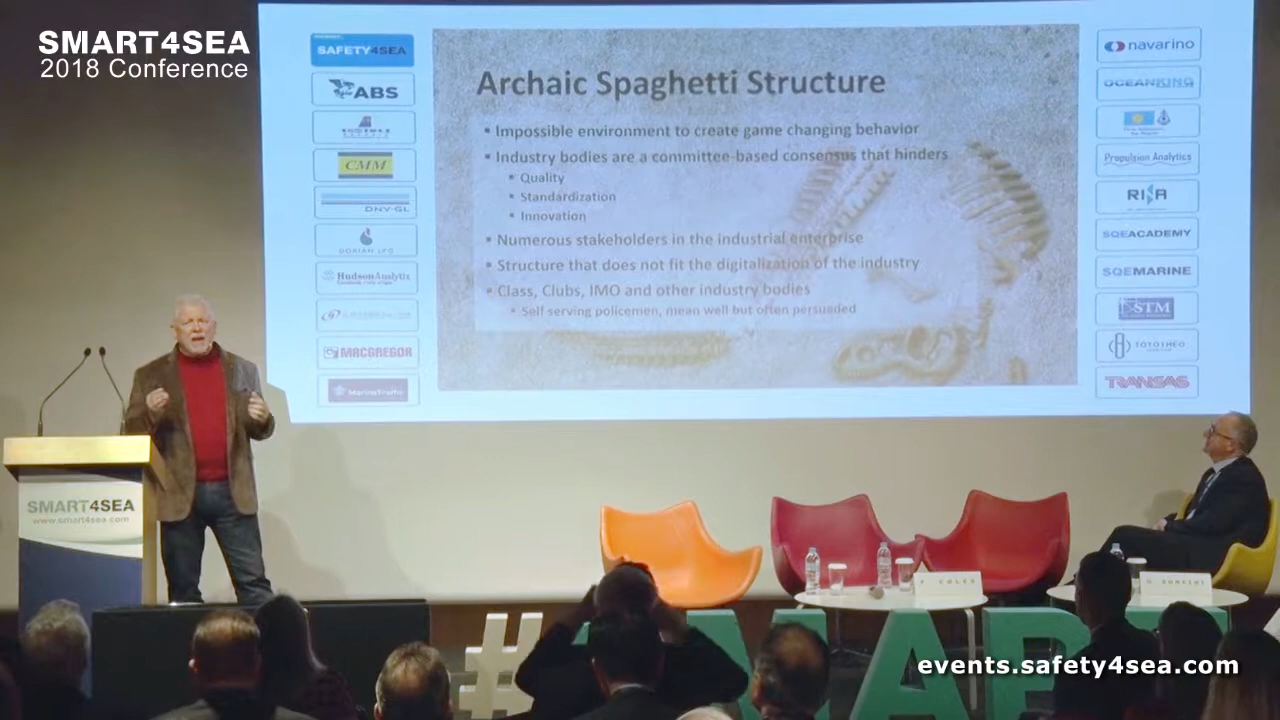 SMART4SEA
2018 Conference
SAFETY4SEA
ABS
CMM
DNV·GL
DORIAN LPG
HudsonAnalytix
MACGREGOR
MarineTraffic
Archaic Spaghetti Structure
▪ Impossible environment to create game changing behavior
▪ Industry bodies are a committee-based consensus that hinders
▪ Quality
▪ Standardization
▪ Innovation
▪ Numerous stakeholders in the industrial enterprise
▪ Structure that does not fit the digitalization of the industry
▪ Class, Clubs, IMO and other industry bodies
▪ Self serving policemen, mean well but often persuaded
navarino
OCEANKING
Propulsion Analytics
RINA
SQEACADEMY
SQEMARINE
STM
TOTOTHEO
TRANSAS
SMART4SEA
www.smart4sea.com
F. COLES
#SMART
events.safety4sea.com